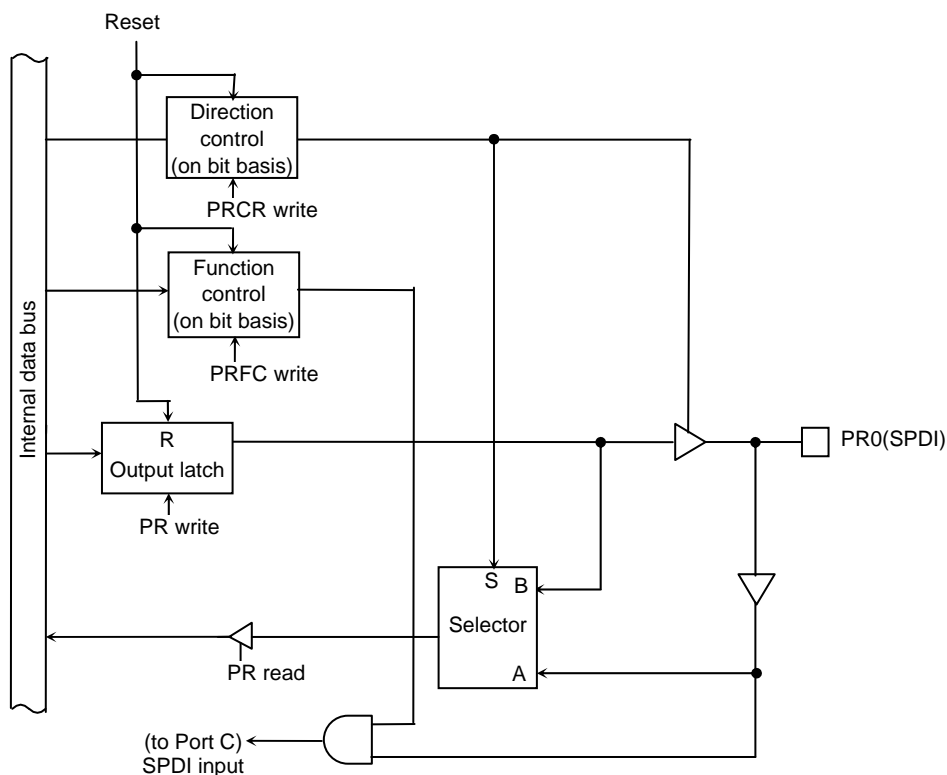 Reset
Direction
control
(on bit basis)
PRCR write
Function
control
(on bit basis)
PRFC write
Internal data bus
R
Output latch
PR write
PR0(SPDI)
S
B
Selector
A
PR read
(to Port C)
SPDI input